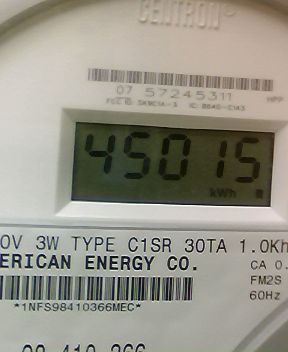 CENTRON®
07 57245311
45015
kWh R
0V 3W TYPE C1SR 30TA 1.0Kh
ERICAN ENERGY CO.
CA 0.
FM2S
60Hz
*1NFS98410366MEC*